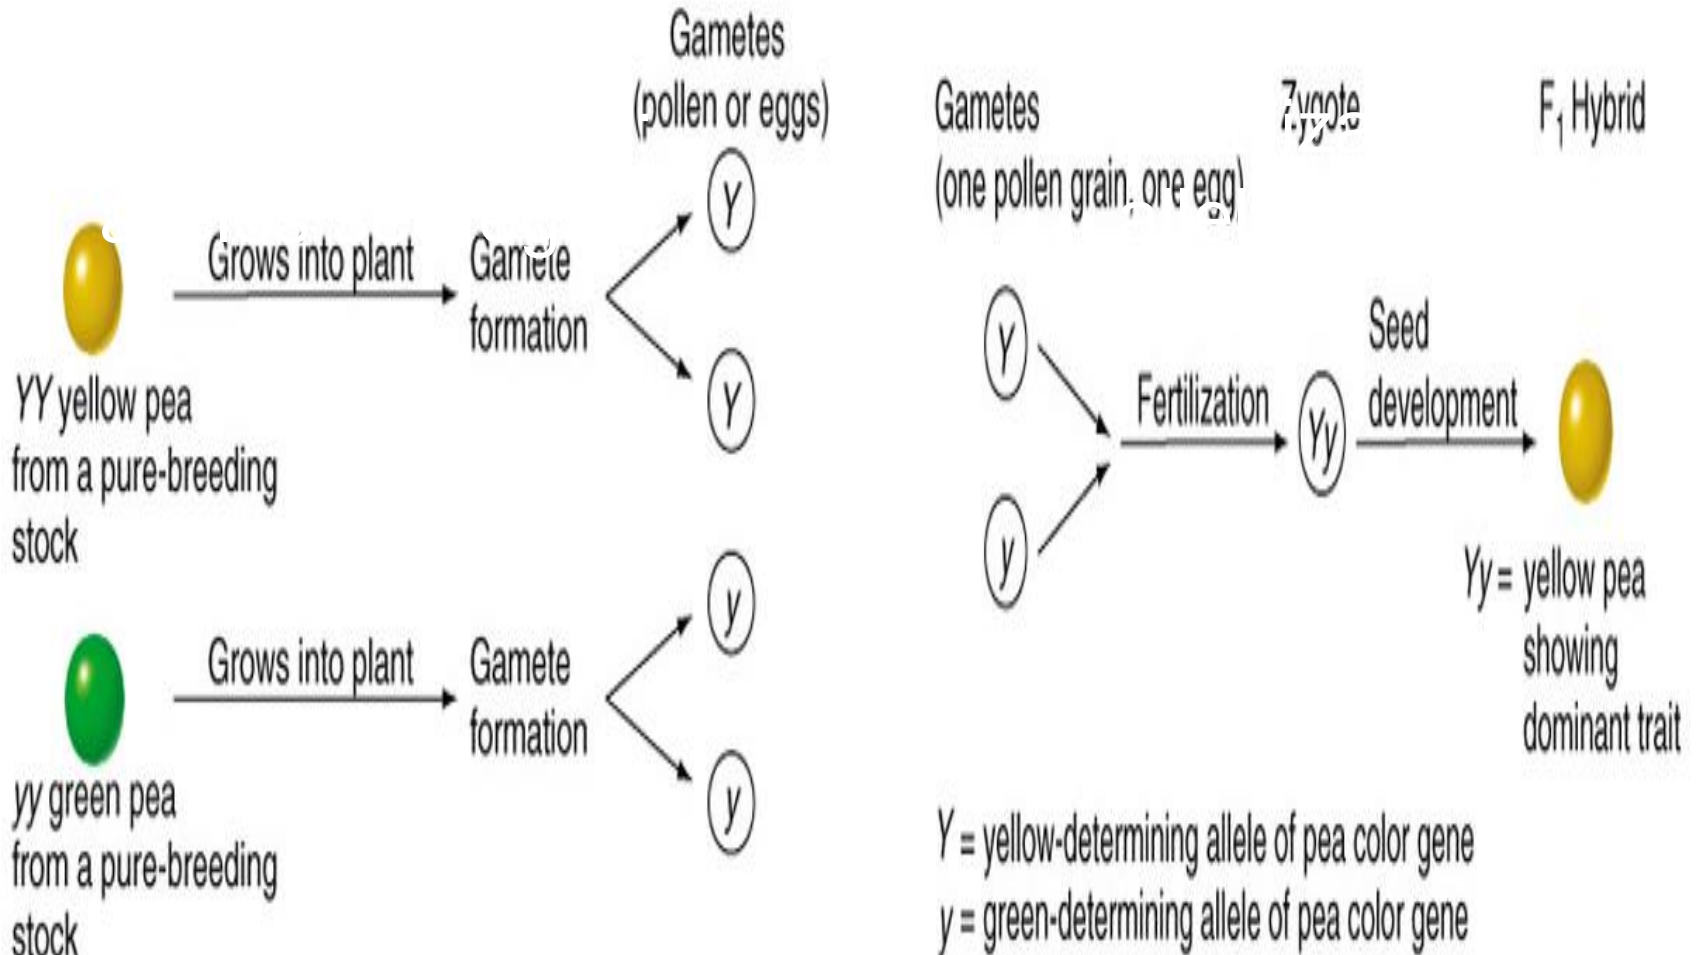 Gametes
(pollen or eggs)
Y
Grows into plant
Gamete
formation
Y
YY yellow pea
from a pure-breeding
stock
y
Grows into plant
Gamete
formation
y
yy green pea
from a pure-breeding
stock
Gametes
(one pollen grain, one egg)
Zygote
F₁ Hybrid
Y
y
Fertilization
Yy
Seed
development
Yy = yellow pea
showing
dominant trait
Y = yellow-determining allele of pea color gene
y = green-determining allele of pea color gene